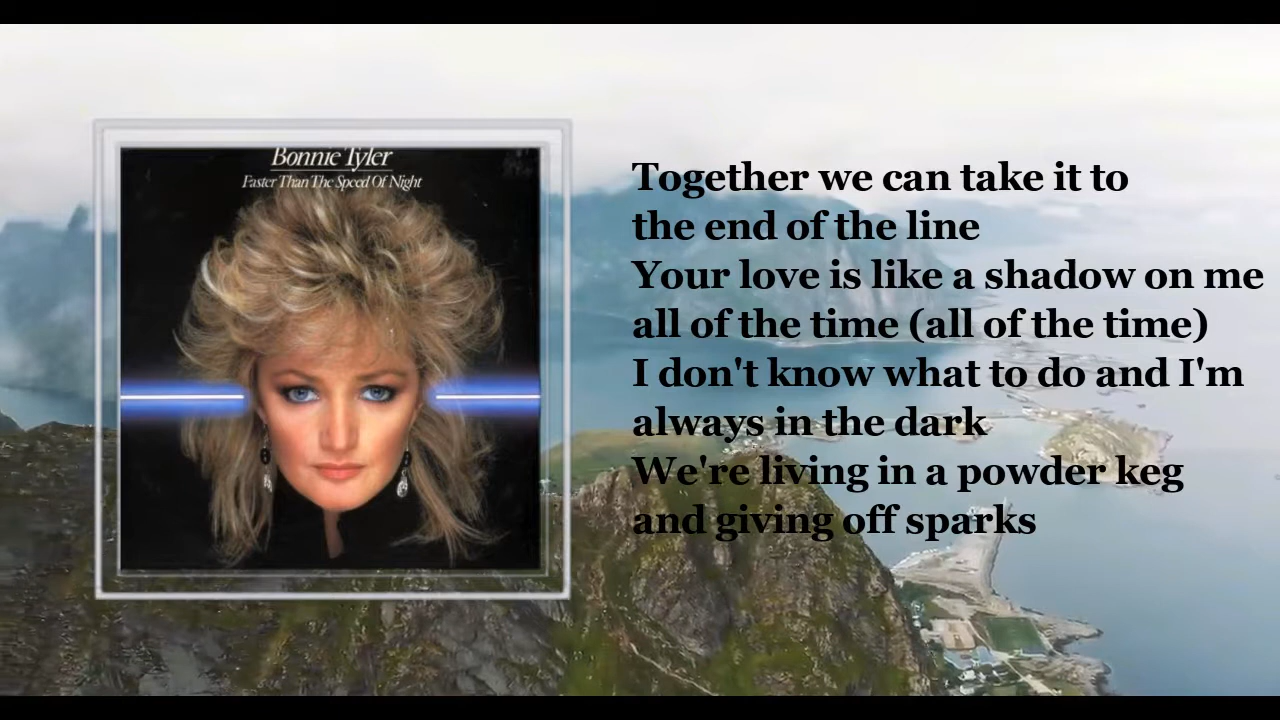 Bonnie Tyler
Faster Than The Speed Of Night
Together we can take it to
the end of the line
Your love is like a shadow on me
all of the time (all of the time)
I don't know what to do and I'm
always in the dark
We're living in a powder keg
and giving off sparks